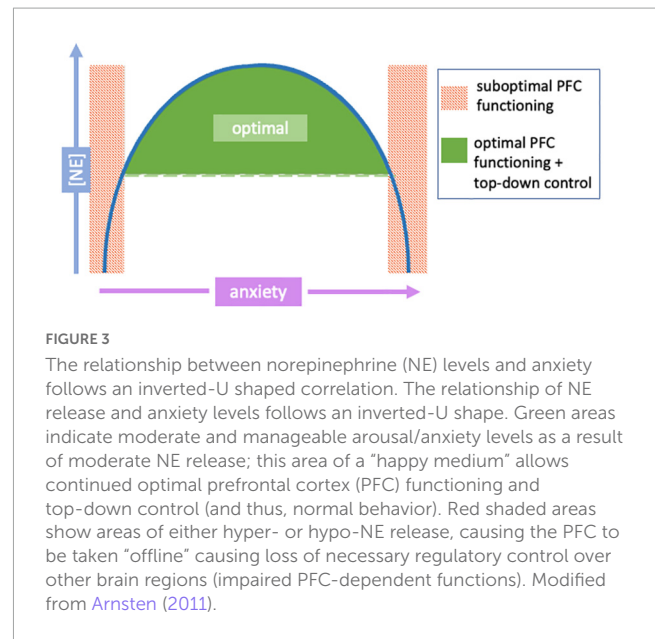 [NE]
optimal
anxiety
suboptimal PFC
functioning
optimal PFC
functioning +
top-down control
FIGURE 3
The relationship between norepinephrine (NE) levels and anxiety
follows an inverted-U shaped correlation. The relationship of NE
release and anxiety levels follows an inverted-U shape. Green areas
indicate moderate and manageable arousal/anxiety levels as a result
of moderate NE release; this area of a “happy medium” allows
continued optimal prefrontal cortex (PFC) functioning and
top-down control (and thus, normal behavior). Red shaded areas
show areas of either hyper- or hypo-NE release, causing the PFC to
be taken “offline” causing loss of necessary regulatory control over
other brain regions (impaired PFC-dependent functions). Modified
from Arnsten (2011).